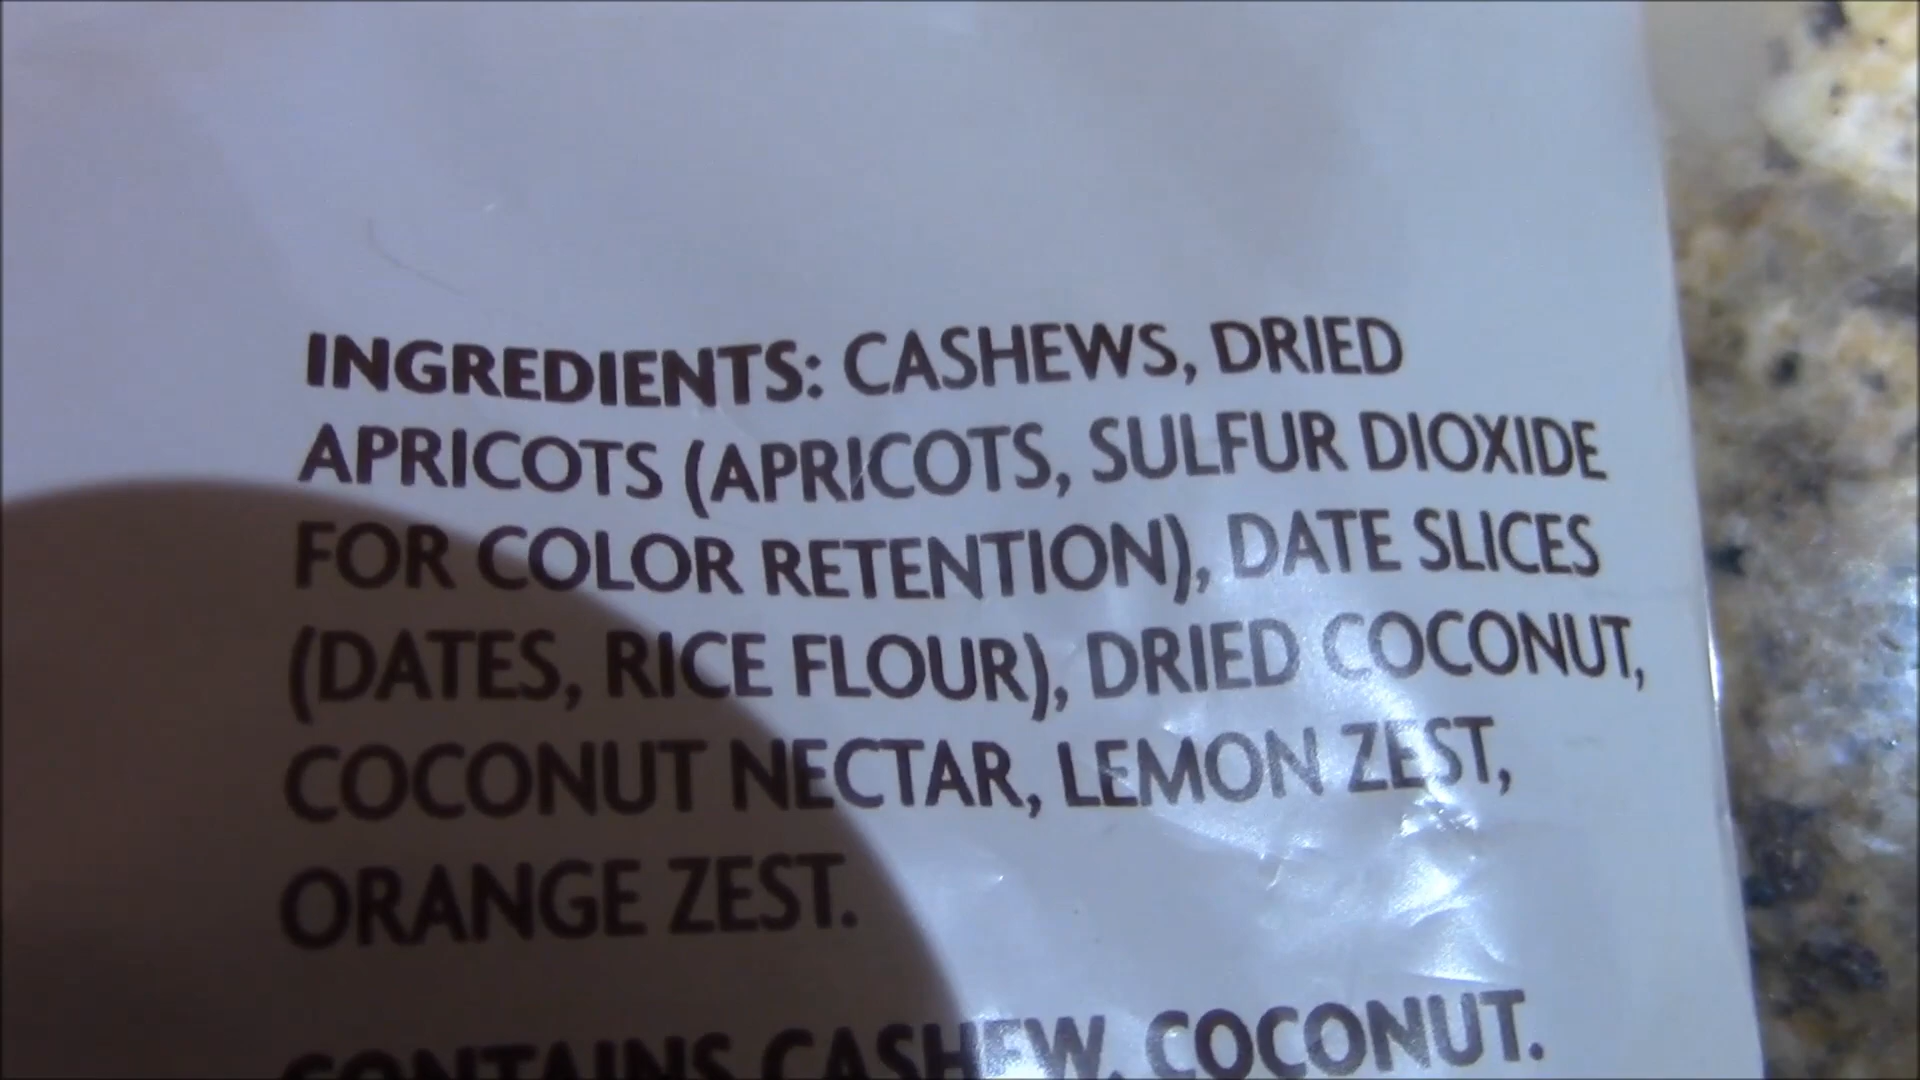 INGREDIENTS: CASHEWS, DRIED
APRICOTS (APRICOTS, SULFUR DIOXIDE
FOR COLOR RETENTION), DATE SLICES
(DATES, RICE FLOUR), DRIED COCONUT,
COCONUT NECTAR, LEMON ZEST,
ORANGE ZEST.
CONTAINS CASHEW, COCONUT.